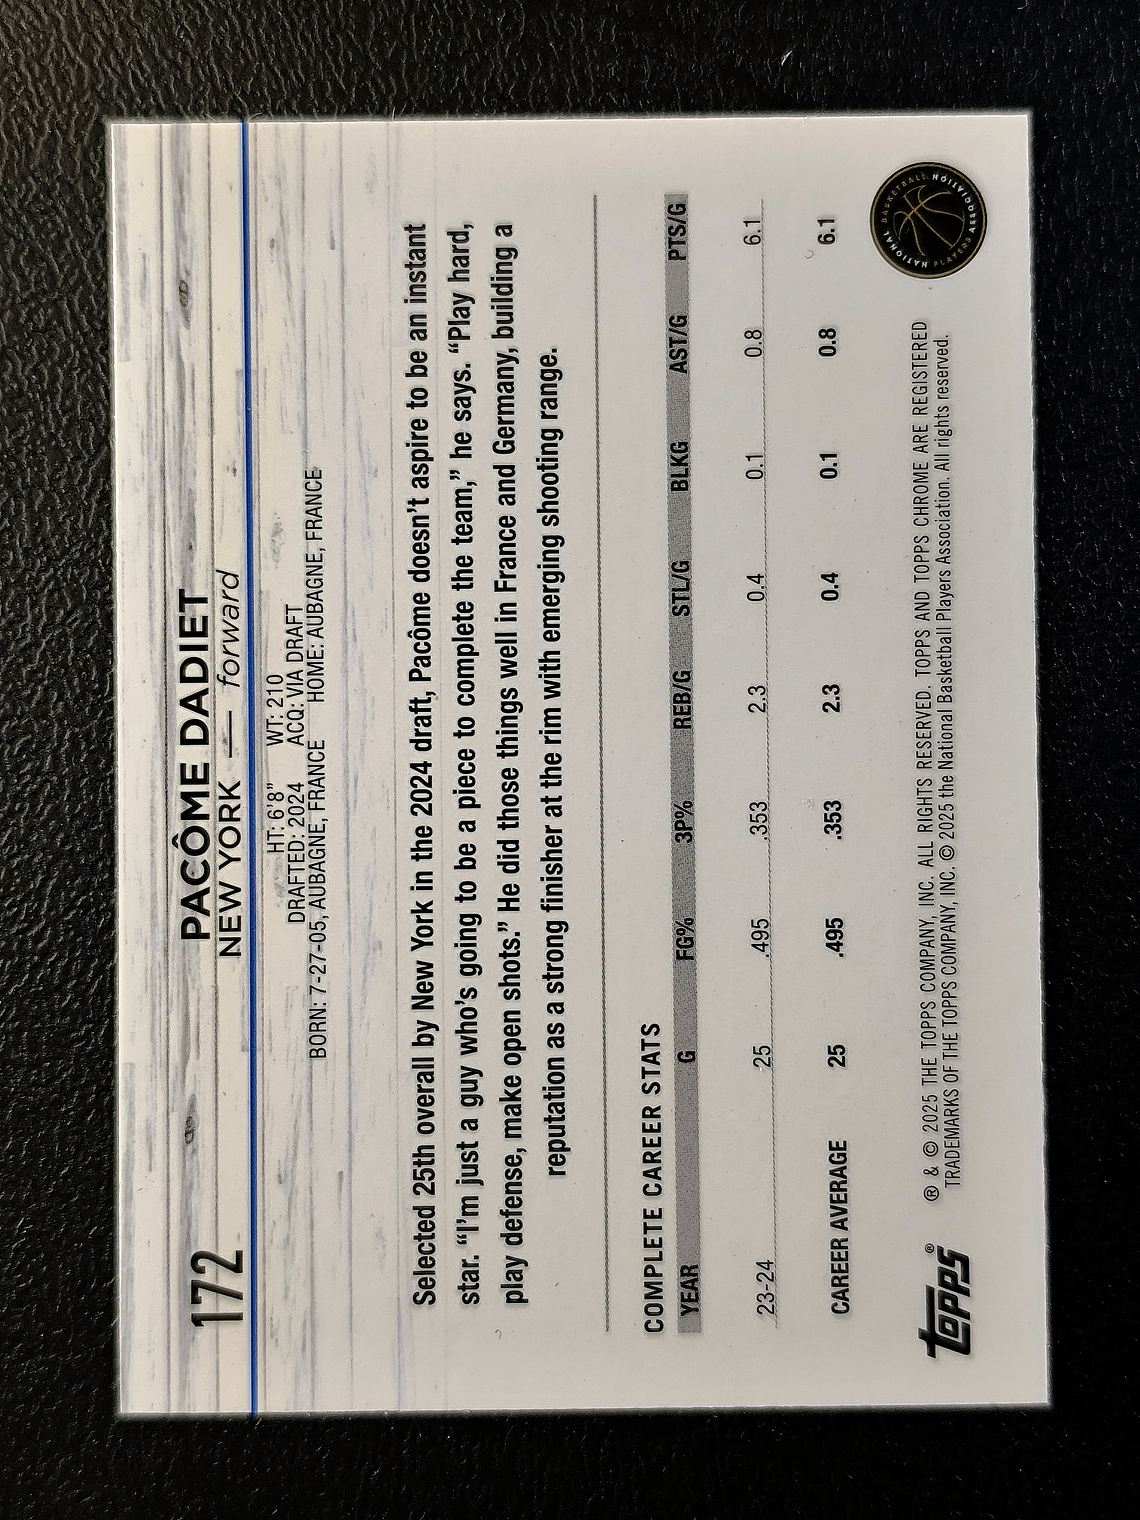 172
PACÔME DADIET
NEW YORK — forward
HT: 6'8" WT: 210
DRAFTED: 2024 ACQ: VIA DRAFT
BORN: 7-27-05, AUBAGNE, FRANCE HOME: AUBAGNE, FRANCE
Selected 25th overall by New York in the 2024 draft, Pacôme doesn't aspire to be an instant
star. “I'm just a guy who's going to be a piece to complete the team,” he says. “Play hard,
play defense, make open shots.” He did those things well in France and Germany, building a
reputation as a strong finisher at the rim with emerging shooting range.
COMPLETE CAREER STATS
YEAR G FG% 3P% REB/G STL/G BLKG AST/G PTS/G
23-24 25 .495 .353 2.3 0.4 0.1 0.8 6.1
CAREER AVERAGE 25 .495 .353 2.3 0.4 0.1 0.8 6.1
topps®
® & © 2025 THE TOPPS COMPANY, INC. ALL RIGHTS RESERVED. TOPPS AND TOPPS CHROME ARE REGISTERED
TRADEMARKS OF THE TOPPS COMPANY, INC. © 2025 the National Basketball Players Association. All rights reserved.
NATIONAL BASKETBALL
PLAYERS ASSOCIATION